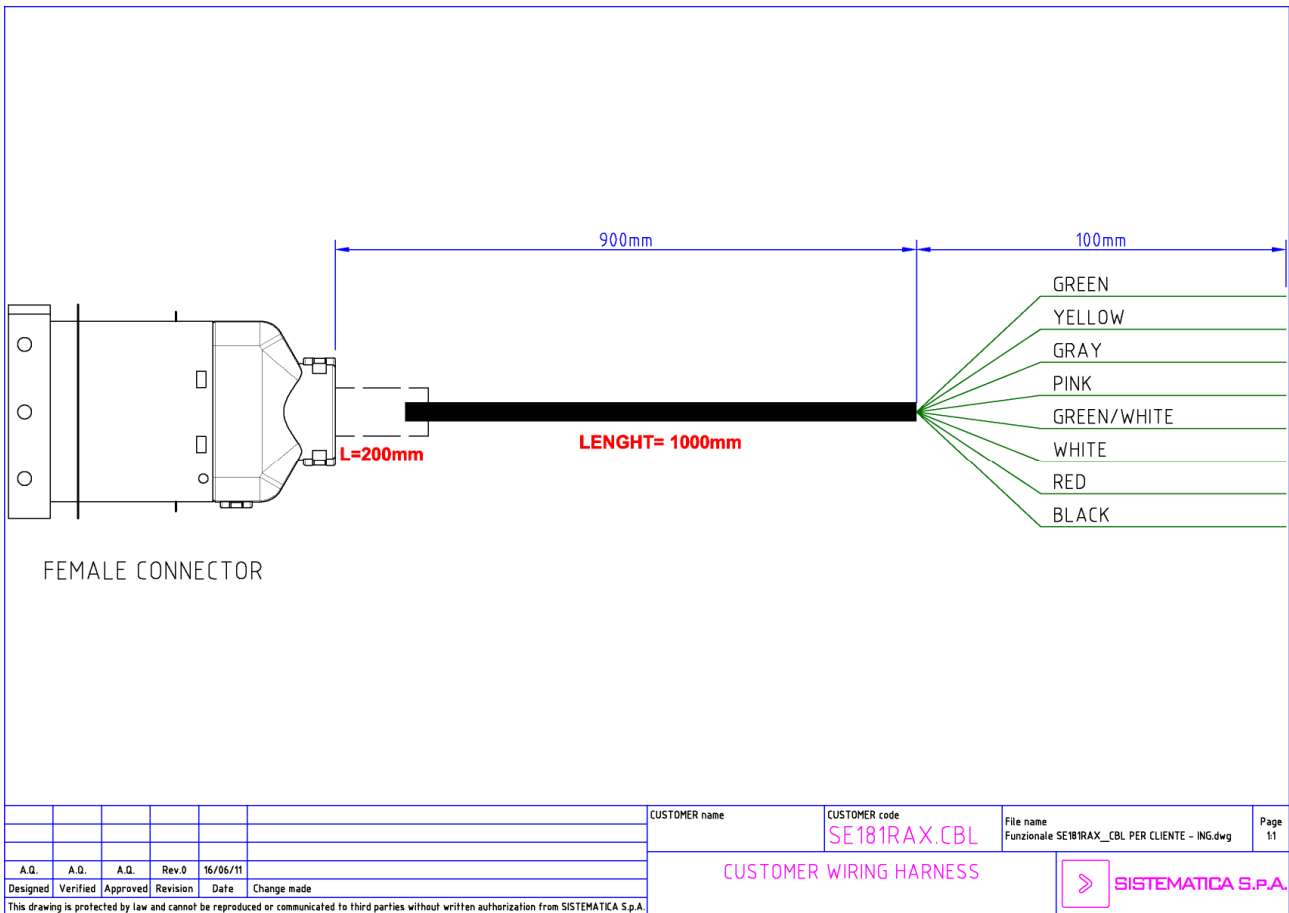 900mm
100mm
GREEN
YELLOW
GRAY
PINK
GREEN/WHITE
WHITE
RED
BLACK
L=200mm
LENGHT= 1000mm
FEMALE CONNECTOR
CUSTOMER name
CUSTOMER code
SE181RAX.CBL
File name
Funzionale SE181RAX_CBL PER CLIENTE - ING.dwg
Page
1:1
A.Q. A.Q. A.Q. Rev.0 16/06/11
Designed Verified Approved Revision Date Change made
CUSTOMER WIRING HARNESS
SISTEMATICA S.P.A.
This drawing is protected by law and cannot be reproduced or communicated to third parties without written authorization from SISTEMATICA S.p.A.